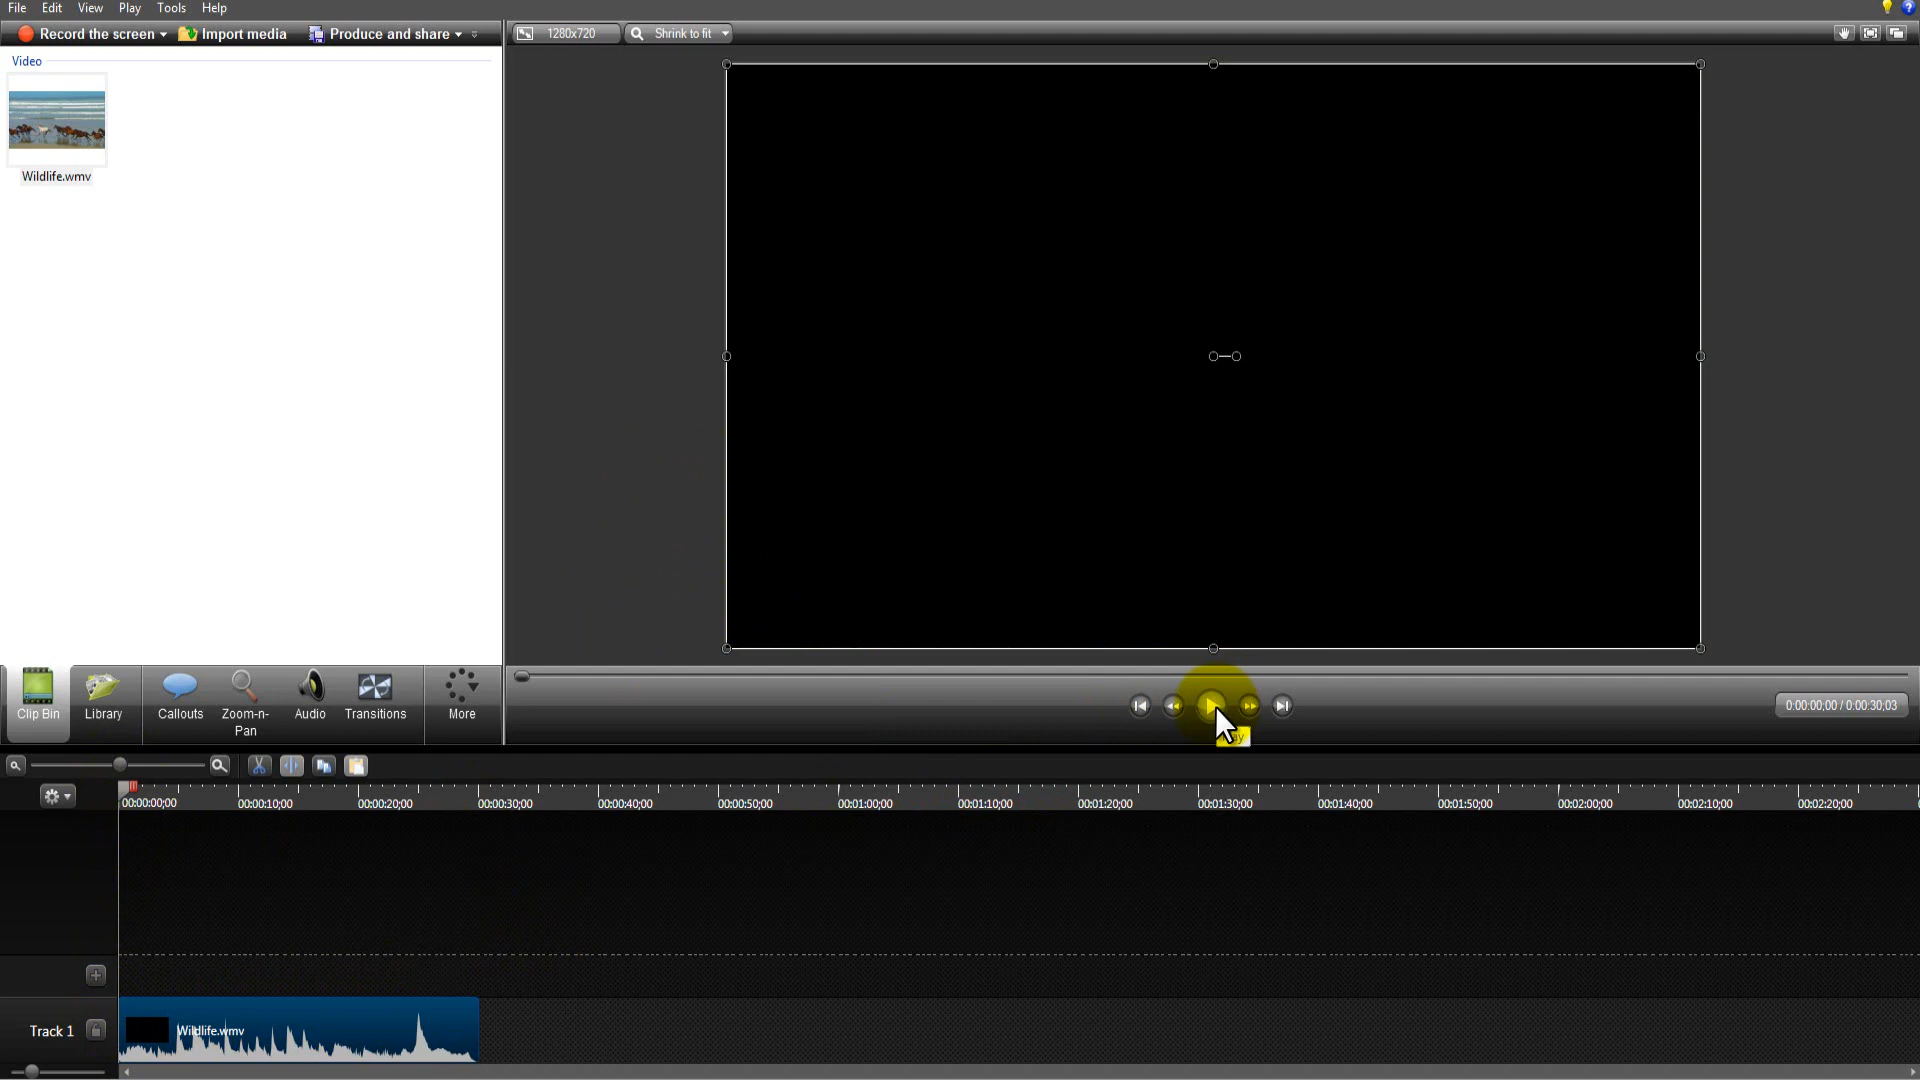 File Edit View Play Tools Help
Record the screen Import media Produce and share 1280x720 Shrink to fit
Video
Wildlife.wmv
Clip Bin Library Callouts Zoom-n-Pan Audio Transitions More
0:00:00;00 / 0:00:30;03
00:00:00;00 00:00:10;00 00:00:20;00 00:00:30;00 00:00:40;00 00:00:50;00 00:01:00;00 00:01:10;00 00:01:20;00 00:01:30;00 00:01:40;00 00:01:50;00 00:02:00;00 00:02:10;00 00:02:20;00
Track 1 Wildlife.wmv